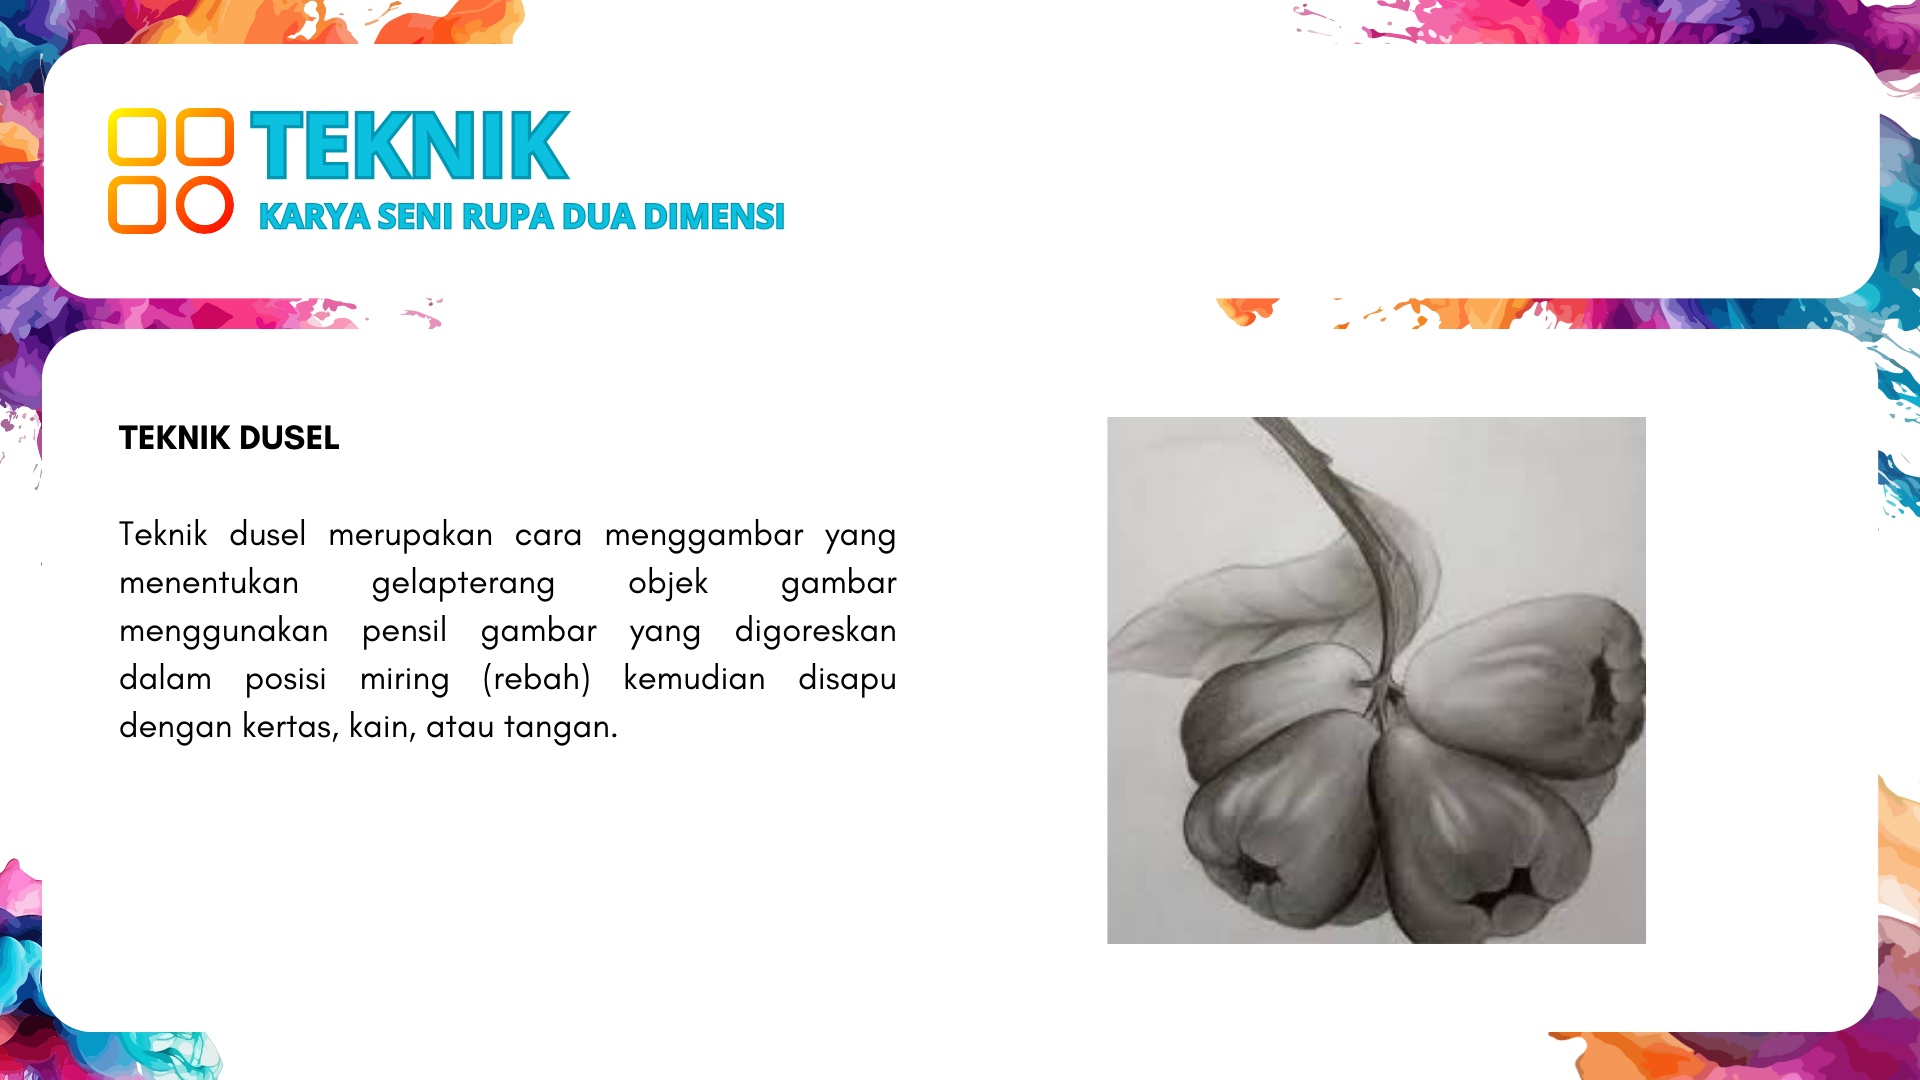 TEKNIK
KARYA SENI RUPA DUA DIMENSI
TEKNIK DUSEL
Teknik dusel merupakan cara menggambar yang
menentukan gelapterang objek gambar
menggunakan pensil gambar yang digoreskan
dalam posisi miring (rebah) kemudian disapu
dengan kertas, kain, atau tangan.